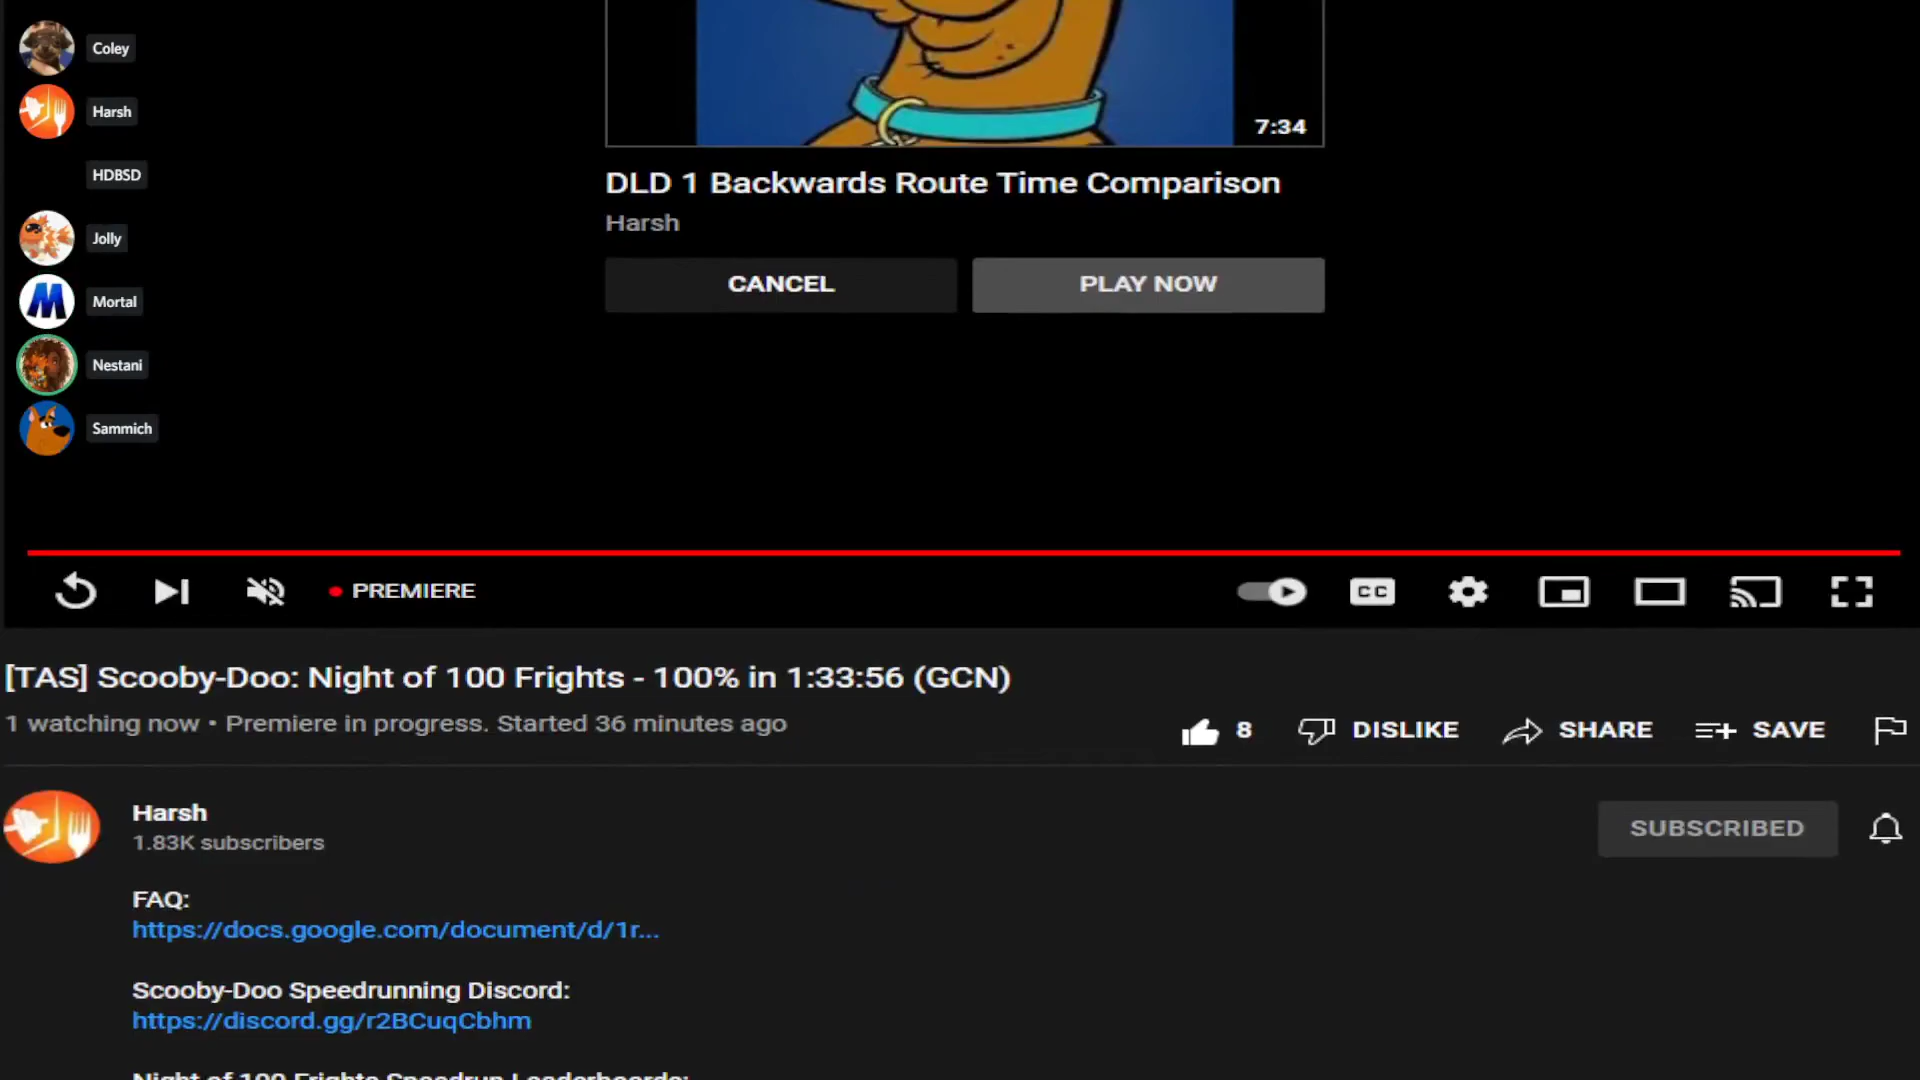 Coley
Harsh
HDBSD
Jolly
Mortal
Nestani
Sammich
7:34
DLD 1 Backwards Route Time Comparison
Harsh
CANCEL
PLAY NOW
PREMIERE
CC
[TAS] Scooby-Doo: Night of 100 Frights - 100% in 1:33:56 (GCN)
1 watching now • Premiere in progress. Started 36 minutes ago
8 DISLIKE SHARE SAVE
Harsh
1.83K subscribers
SUBSCRIBED
FAQ:
https://docs.google.com/document/d/1r...
Scooby-Doo Speedrunning Discord:
https://discord.gg/r2BCuqCbhm
Night of 100 Frights Speedrun Leaderboards: